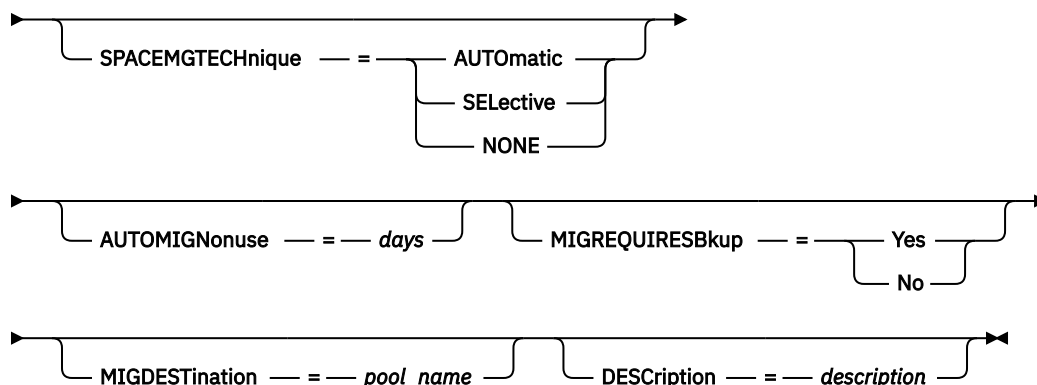 SPACEMGTECHnique = AUTOmatic
SELective
NONE
AUTOMIGNonuse = days MIGREQUIRESBkup = Yes
No
MIGDESTination = pool_name DESCription = description